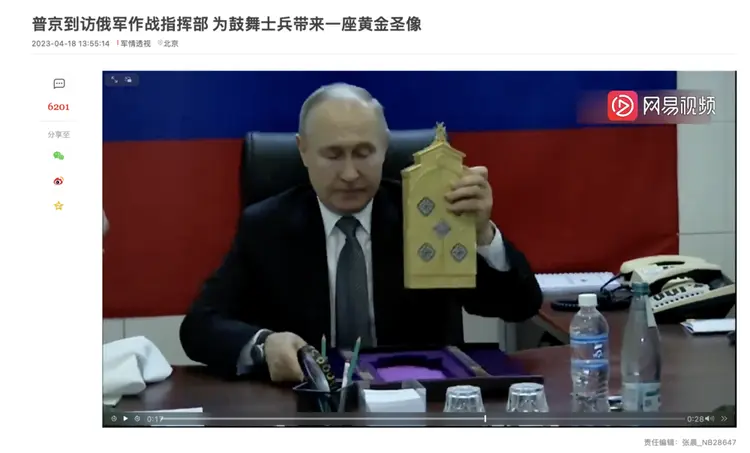 普京到访俄军作战指挥部 为鼓舞士兵带来一座黄金圣像
2023-04-18 13:55:14 军情透视 北京
6201
分享至
网易视频
0:17
0:28
责任编辑：张晨_NB28647